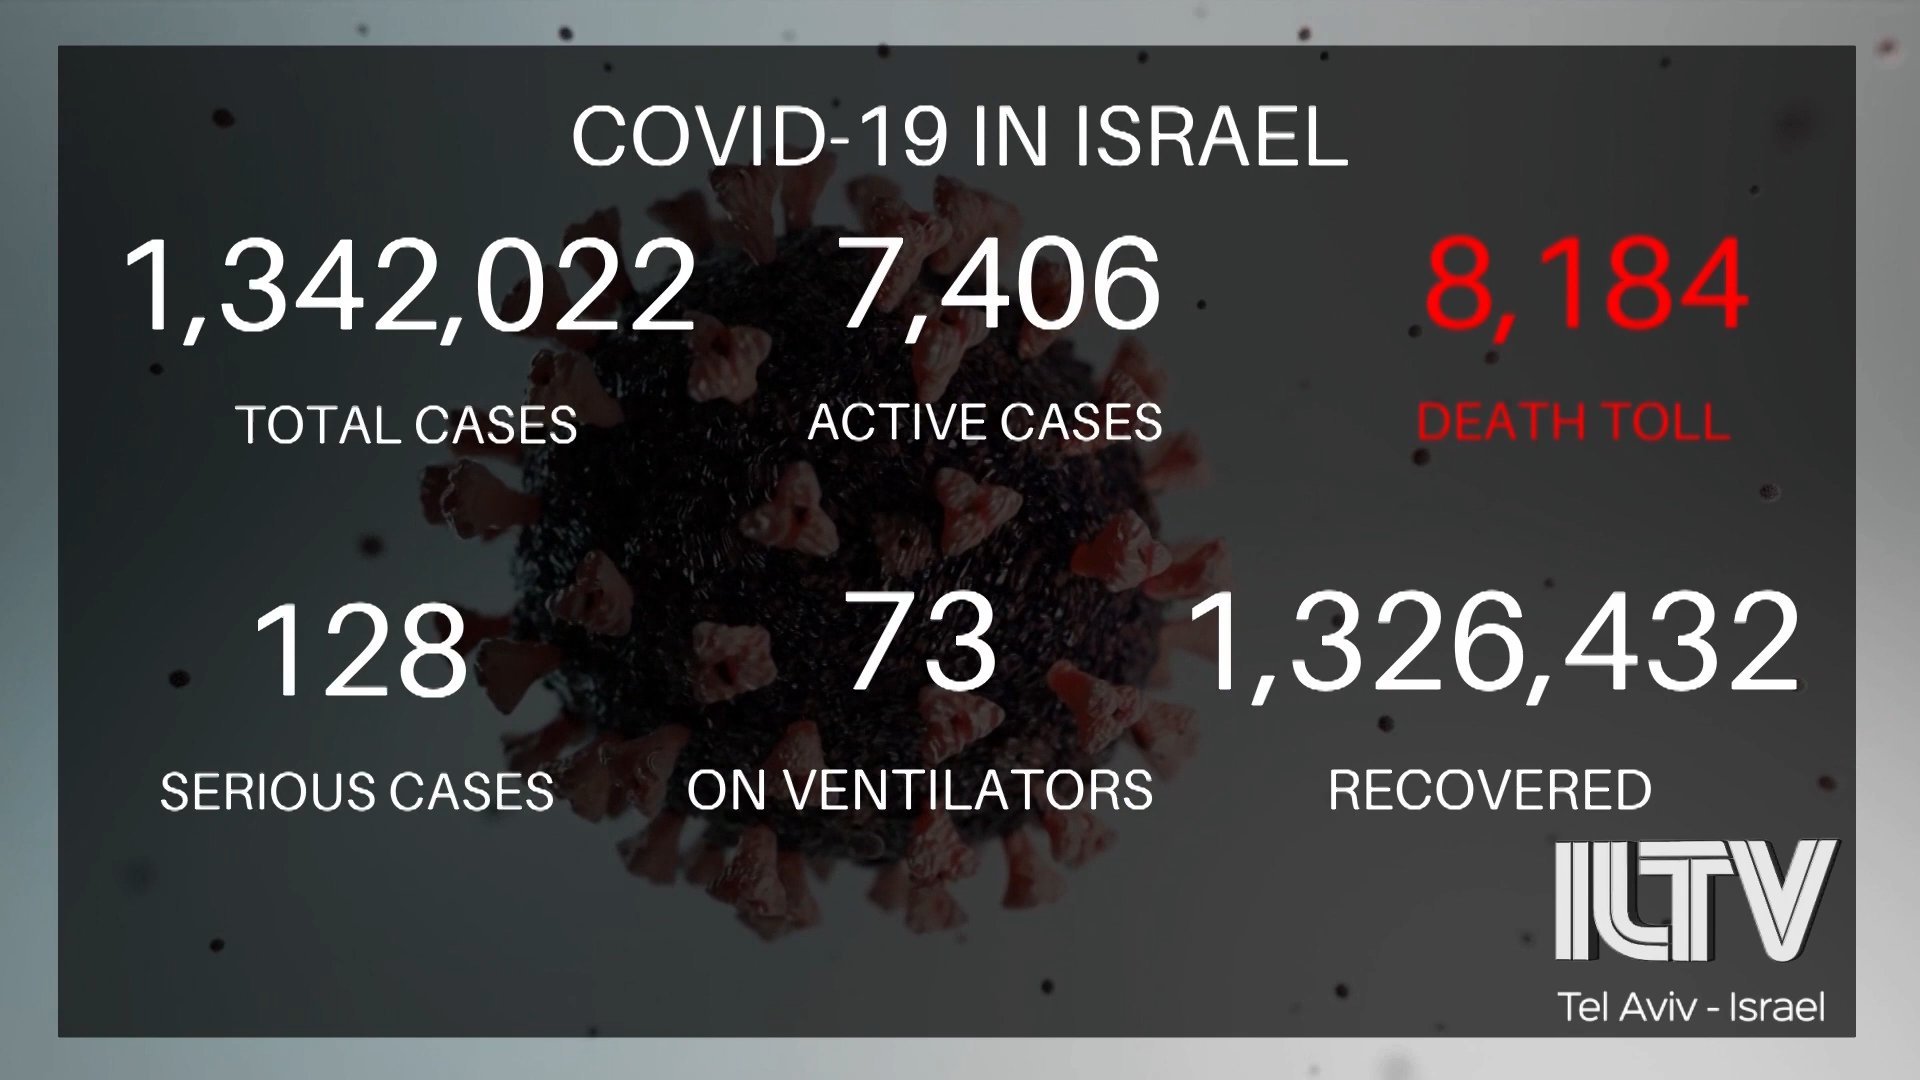 COVID-19 IN ISRAEL
1,342,022
TOTAL CASES
7,406
ACTIVE CASES
8,184
DEATH TOLL
128
SERIOUS CASES
73
ON VENTILATORS
1,326,432
RECOVERED
ILTV
Tel Aviv - Israel